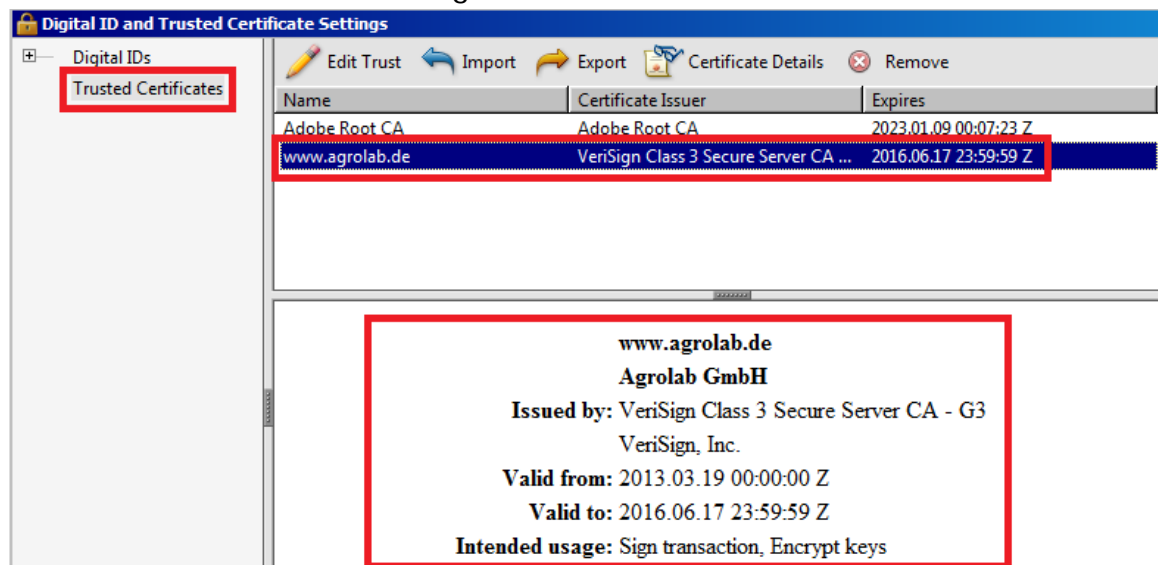 Digital ID and Trusted Certificate Settings
Digital IDs
Trusted Certificates
Edit Trust Import Export Certificate Details Remove
Name Certificate Issuer Expires
Adobe Root CA Adobe Root CA 2023.01.09 00:07:23 Z
www.agrolab.de VeriSign Class 3 Secure Server CA ... 2016.06.17 23:59:59 Z
www.agrolab.de
Agrolab GmbH
Issued by: VeriSign Class 3 Secure Server CA - G3
VeriSign, Inc.
Valid from: 2013.03.19 00:00:00 Z
Valid to: 2016.06.17 23:59:59 Z
Intended usage: Sign transaction, Encrypt keys